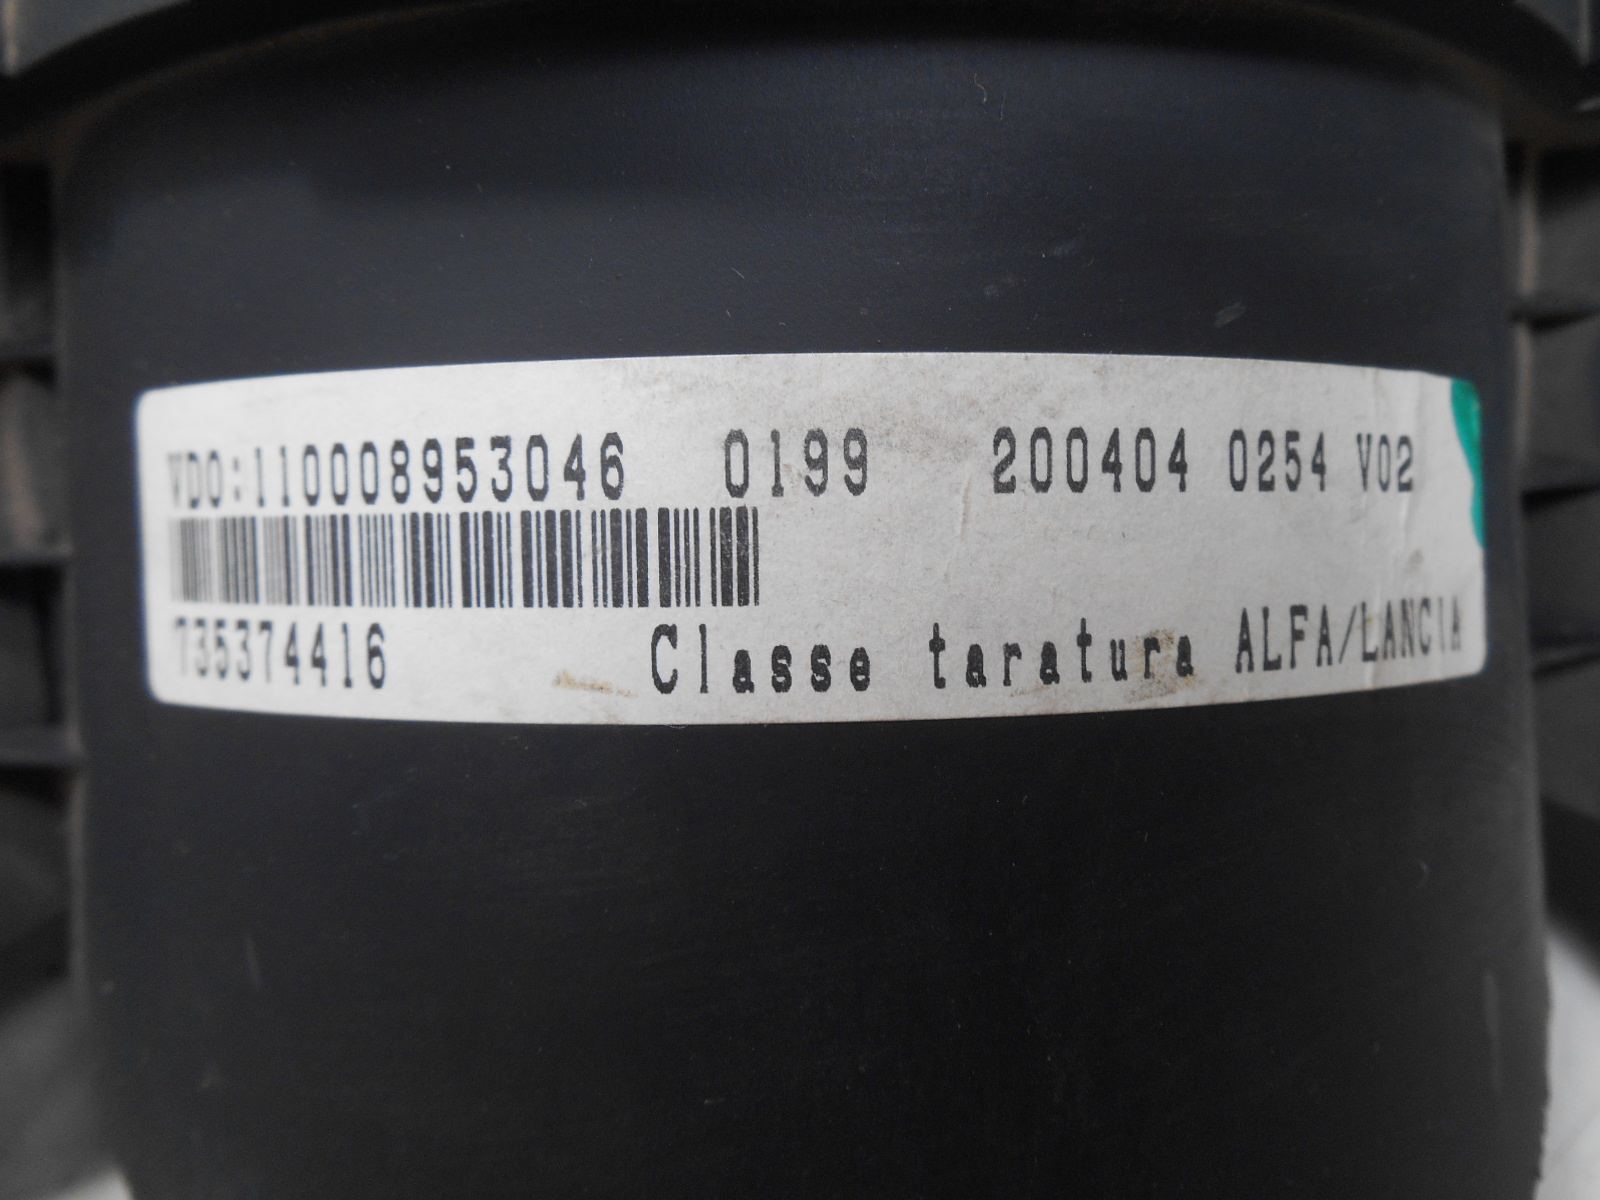 VDO:110008953046 0199 200404 0254 V02
735374416 Classe taratura ALFA/LANCIA